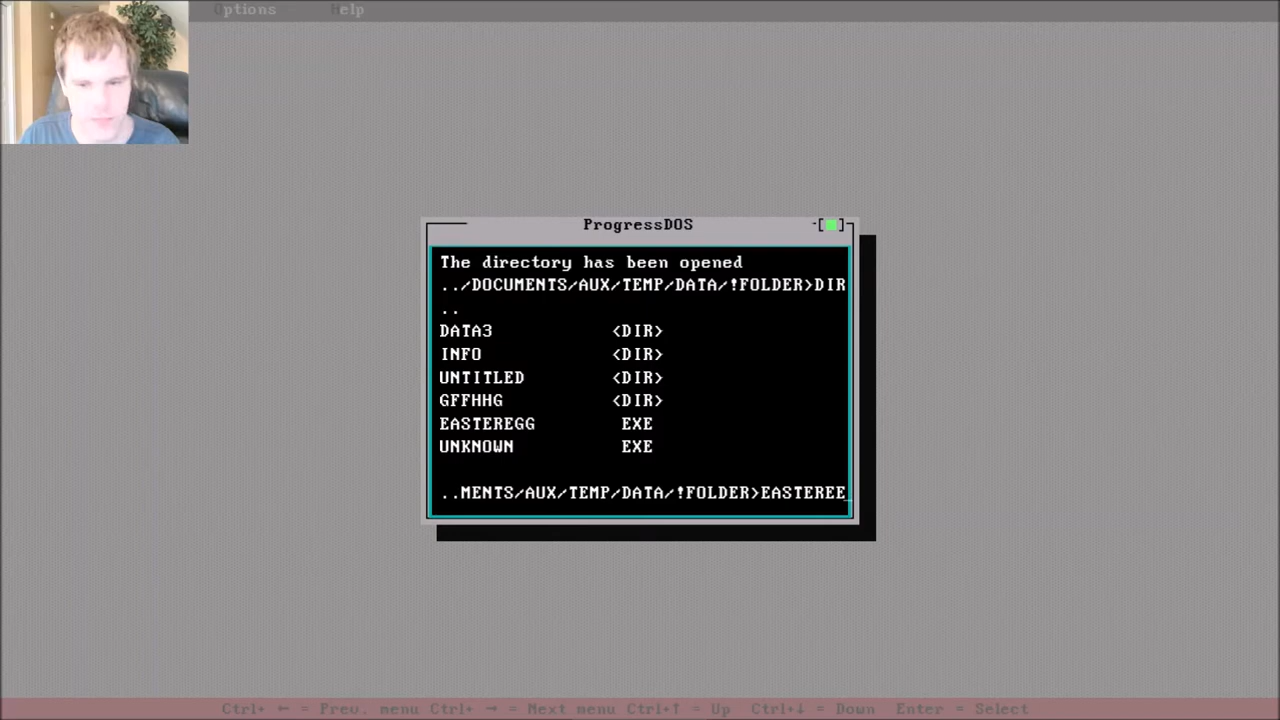 Options Help
ProgressDOS
The directory has been opened
../DOCUMENTS/AUX/TEMP/DATA/!FOLDER>DIR
..
DATA3 <DIR>
INFO <DIR>
UNTITLED <DIR>
GFFHHG <DIR>
EASTEREGG EXE
UNKNOWN EXE
..MENTS/AUX/TEMP/DATA/!FOLDER>EASTEREE_
Ctrl+ ← = Prev. menu Ctrl+ → = Next menu Ctrl+↑ = Up Ctrl+↓ = Down Enter = Select